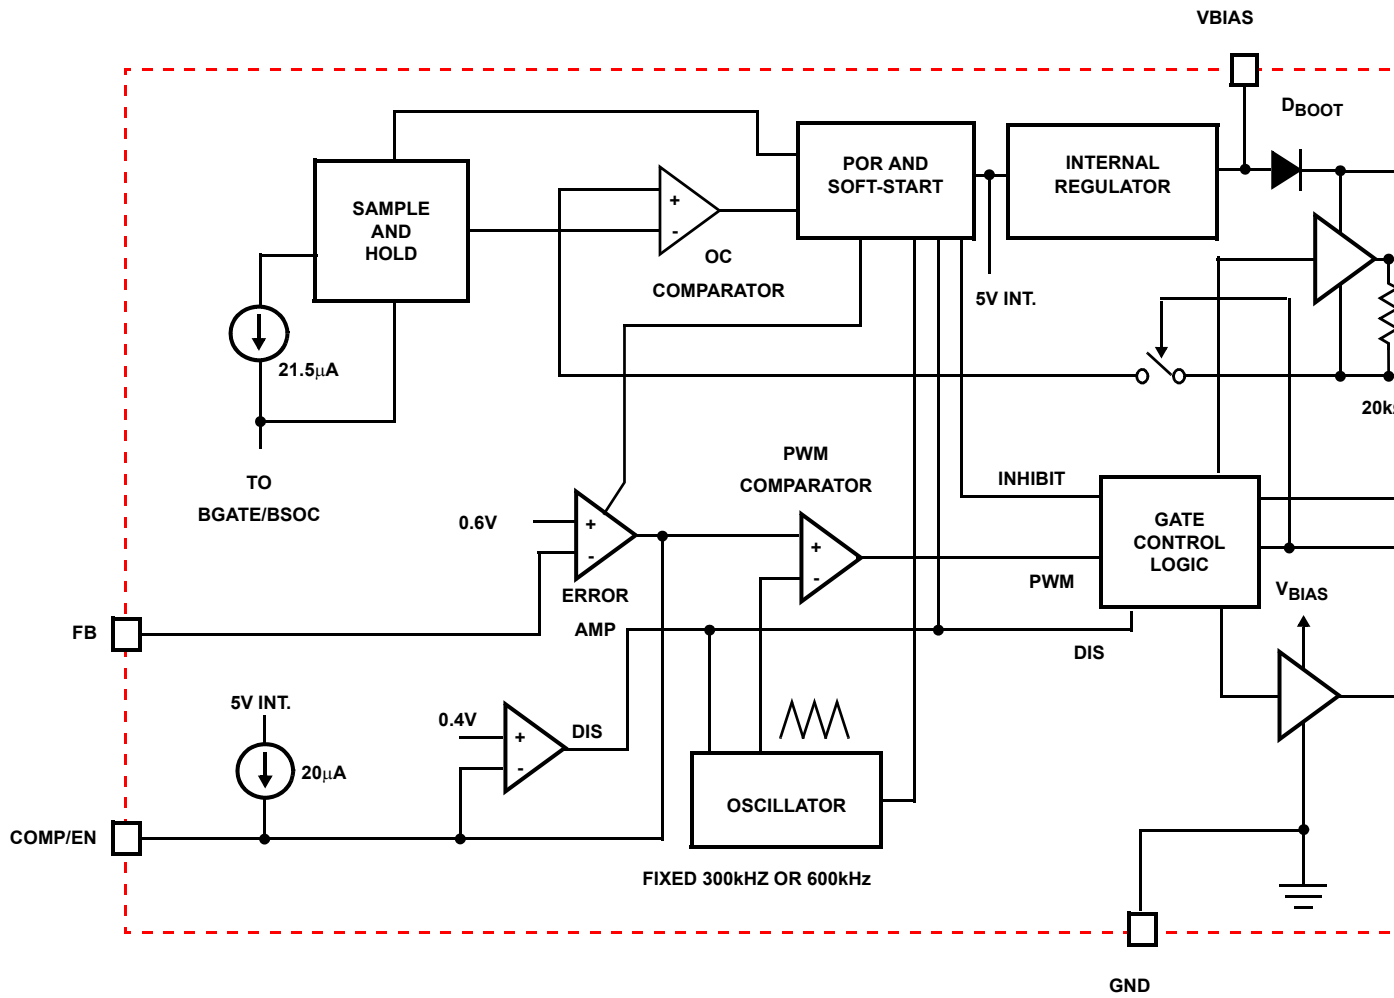 VBIAS
DBOOT
POR AND
SOFT-START
INTERNAL
REGULATOR
SAMPLE
AND
HOLD
+
-
OC
COMPARATOR
5V INT.
21.5µA
20k
TO
BGATE/BSOC
PWM
COMPARATOR
INHIBIT
0.6V
+
-
+
-
GATE
CONTROL
LOGIC
PWM
ERROR
AMP
VBIAS
FB
DIS
5V INT.
0.4V
+
-
DIS
20µA
OSCILLATOR
COMP/EN
FIXED 300kHZ OR 600kHz
GND